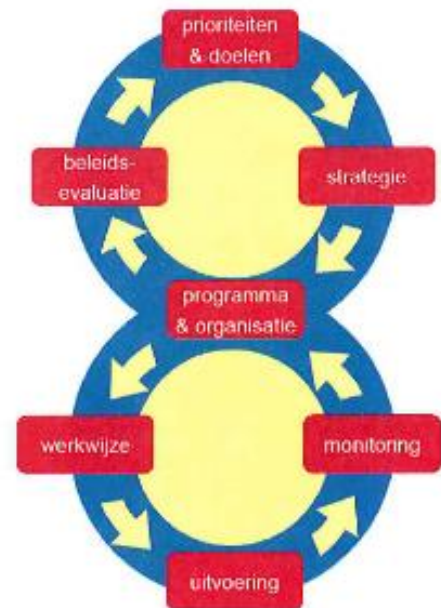 prioriteiten
& doelen
beleids-
evaluatie
strategie
programma
& organisatie
werkwijze
monitoring
uitvoering